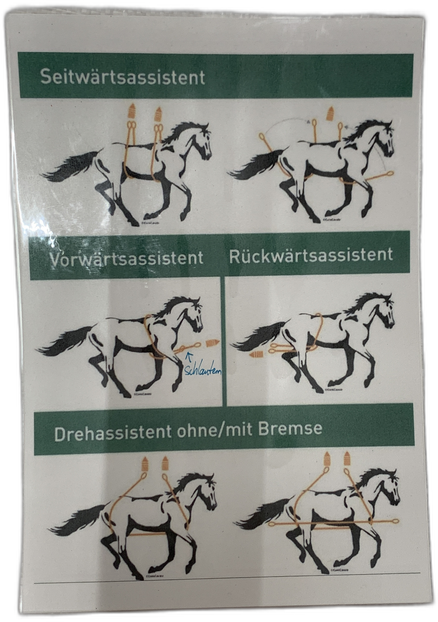 Seitwärtsassistent
Vorwärtsassistent
Rückwärtsassistent
Schlaufen
Drehassistent ohne/mit Bremse